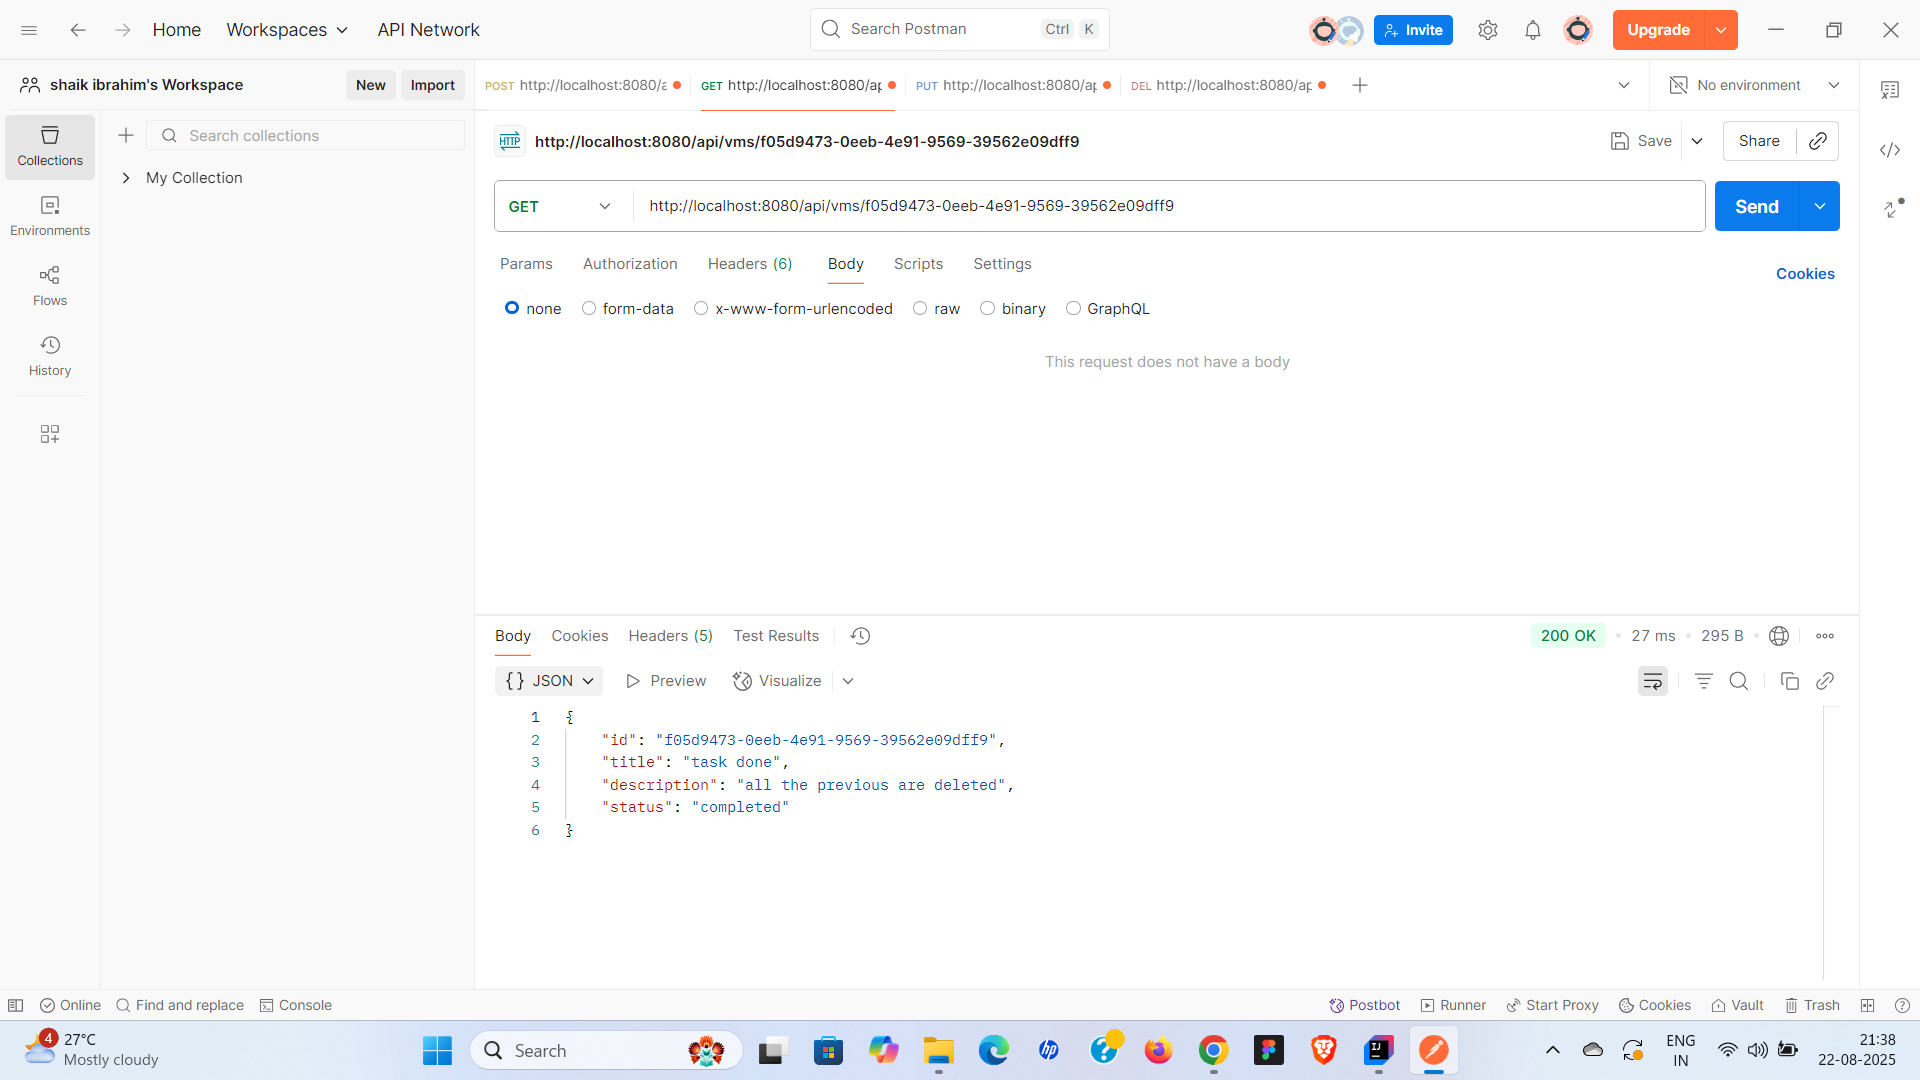 Home Workspaces API Network Search Postman Ctrl K Invite Upgrade
shaik ibrahim's Workspace New Import
POST http://localhost:8080/a GET http://localhost:8080/ap PUT http://localhost:8080/ap DEL http://localhost:8080/ap No environment
Collections
Environments
Flows
History
Search collections
My Collection
HTTP http://localhost:8080/api/vms/f05d9473-0eeb-4e91-9569-39562e09dff9 Save Share
GET http://localhost:8080/api/vms/f05d9473-0eeb-4e91-9569-39562e09dff9 Send
Params Authorization Headers (6) Body Scripts Settings Cookies
none form-data x-www-form-urlencoded raw binary GraphQL
This request does not have a body
Body Cookies Headers (5) Test Results 200 OK 27 ms 295 B
{} JSON Preview Visualize
1 {
2 "id": "f05d9473-0eeb-4e91-9569-39562e09dff9",
3 "title": "task done",
4 "description": "all the previous are deleted",
5 "status": "completed"
6 }
Online Find and replace Console Postbot Runner Start Proxy Cookies Vault Trash
4 27°C
Mostly cloudy
Search
hp
IJ
ENG
IN
21:38
22-08-2025